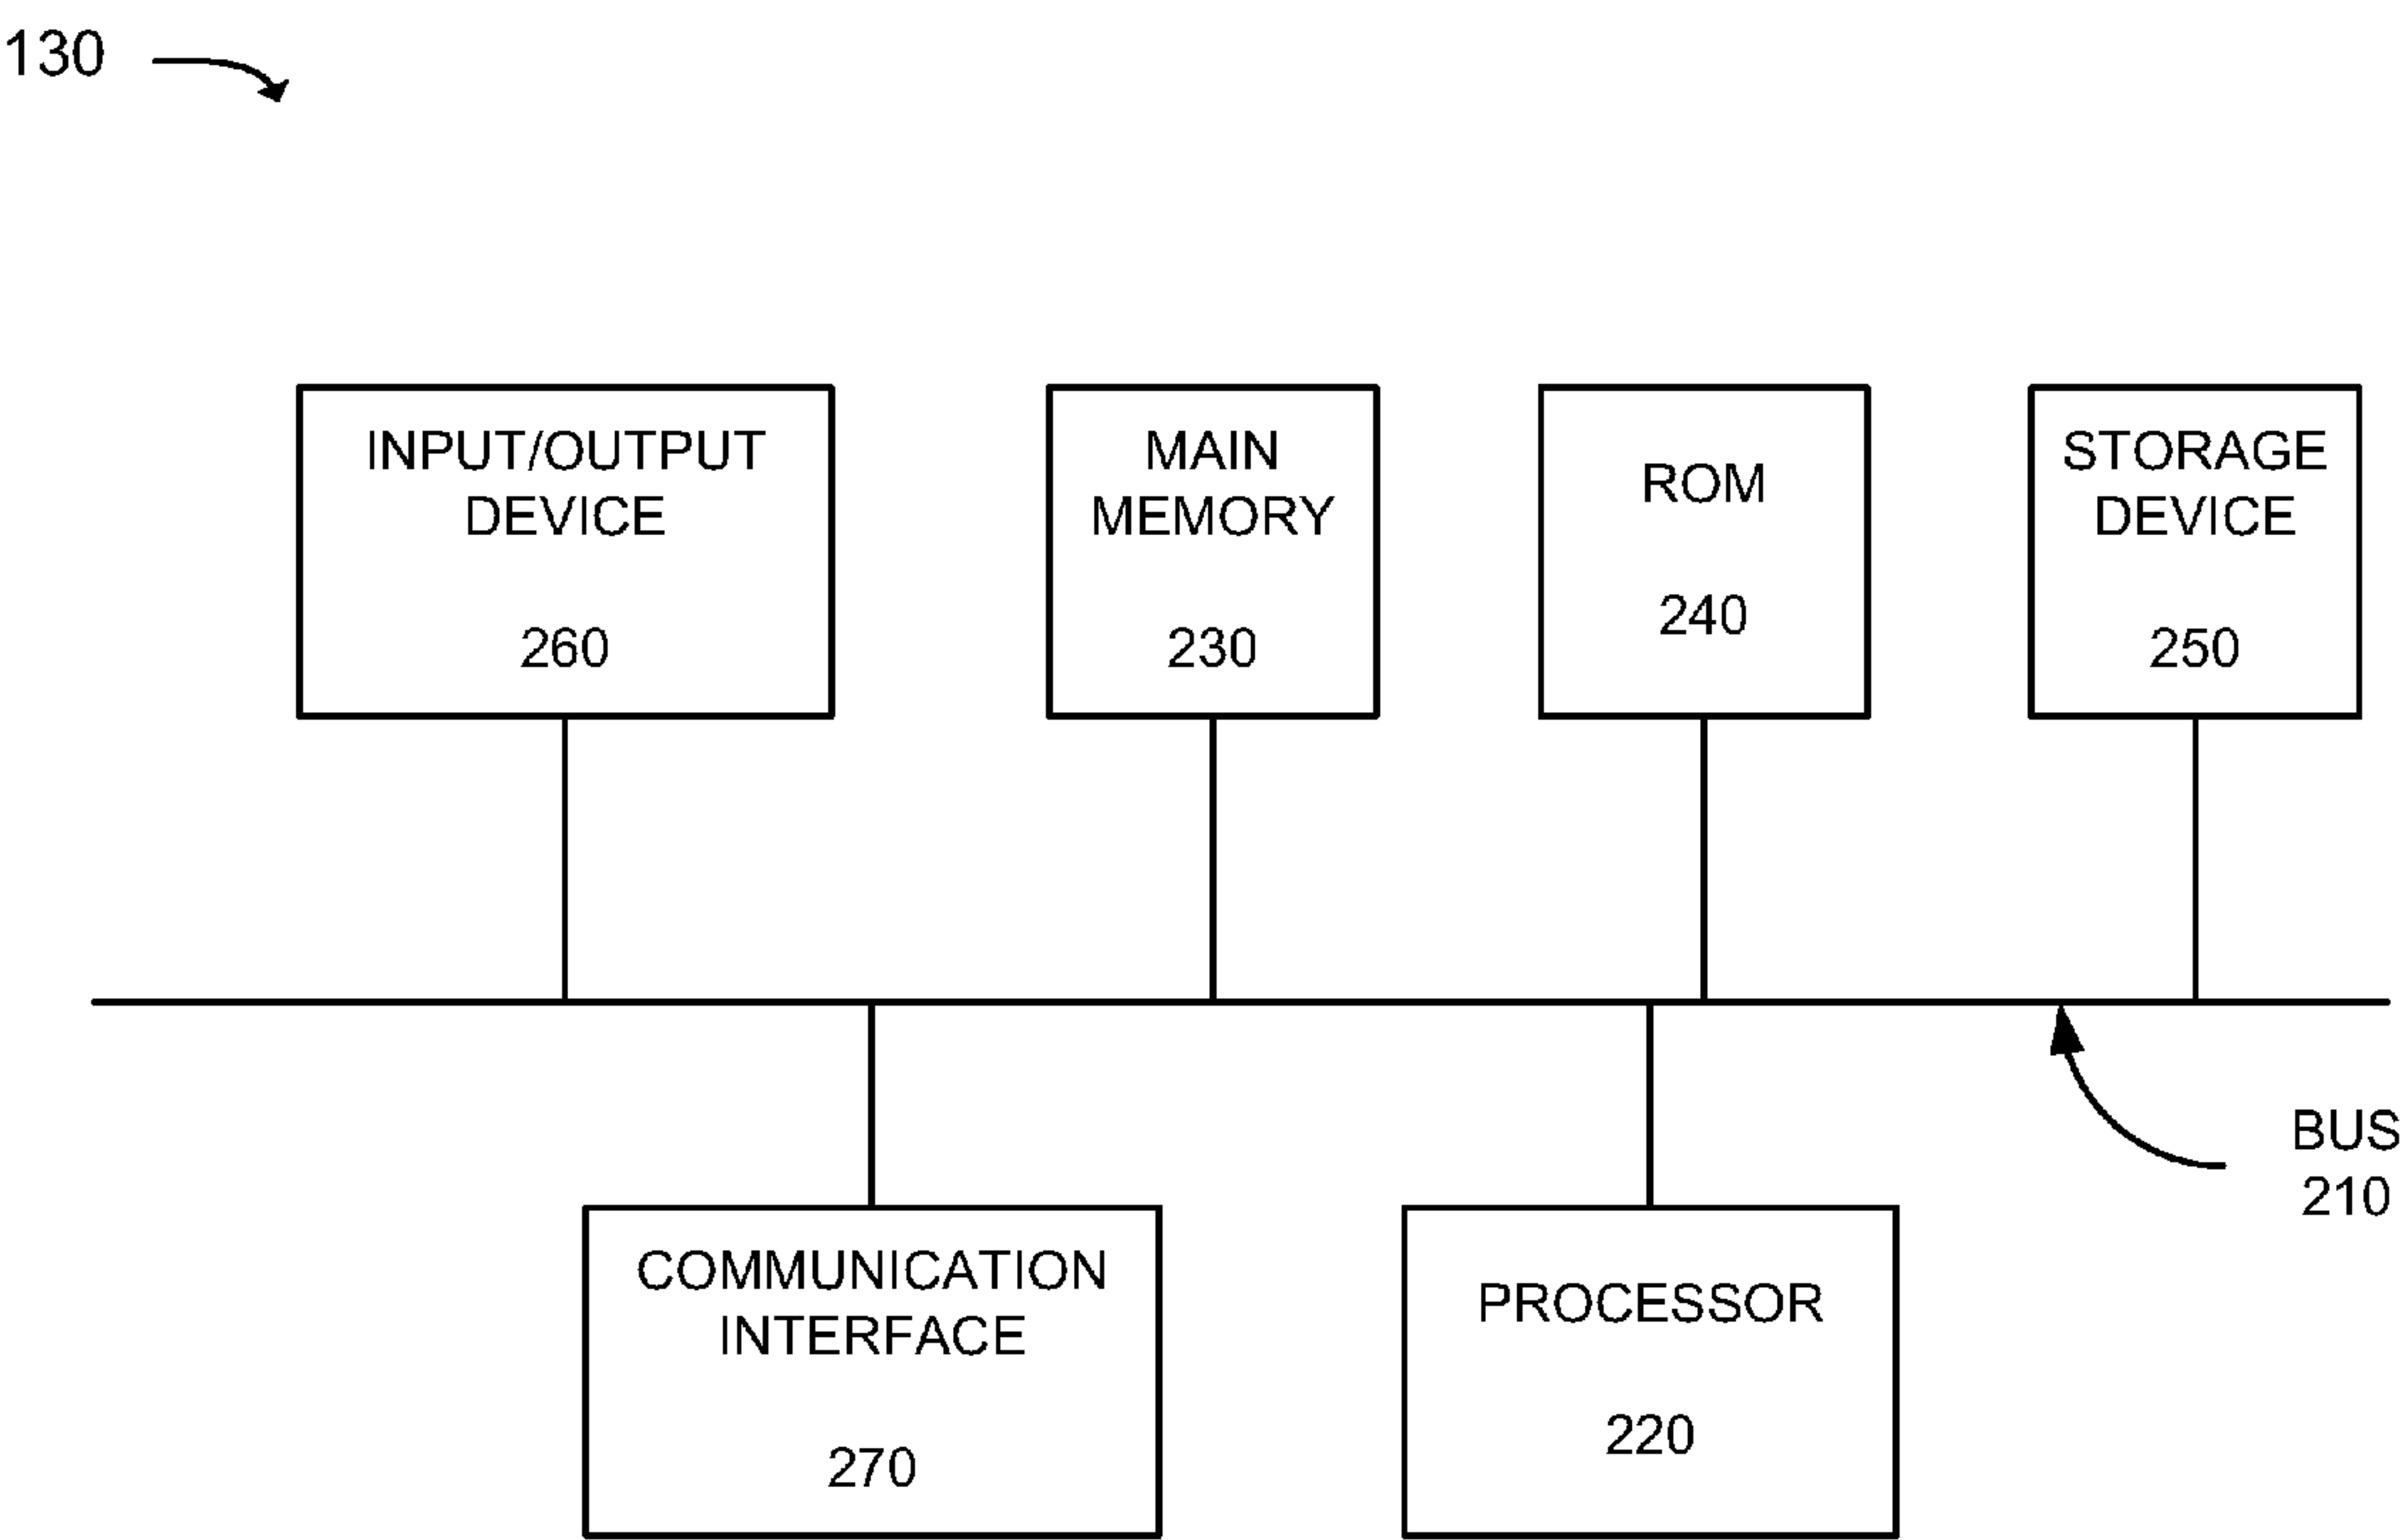 130
INPUT/OUTPUT
DEVICE
260
MAIN
MEMORY
230
ROM
240
STORAGE
DEVICE
250
BUS
210
COMMUNICATION
INTERFACE
270
PROCESSOR
220